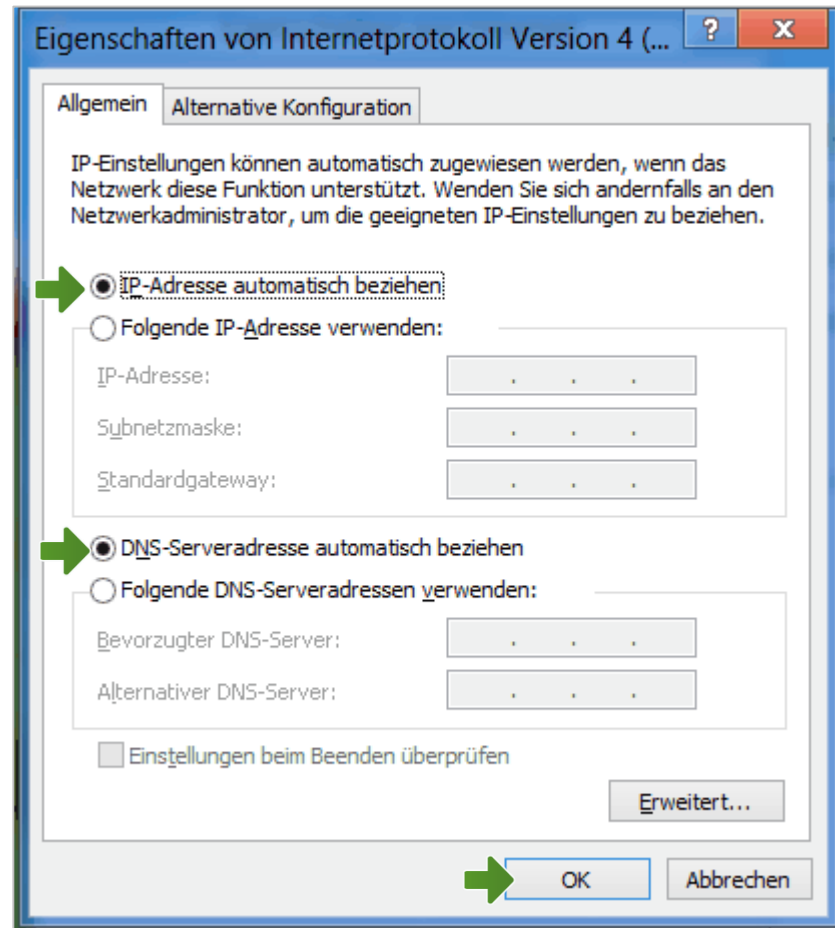 Eigenschaften von Internetprotokoll Version 4 (...
?
x
Allgemein
Alternative Konfiguration
IP-Einstellungen können automatisch zugewiesen werden, wenn das
Netzwerk diese Funktion unterstützt. Wenden Sie sich andernfalls an den
Netzwerkadministrator, um die geeigneten IP-Einstellungen zu beziehen.
IP-Adresse automatisch beziehen
Folgende IP-Adresse verwenden:
IP-Adresse: . . .
Subnetzmaske: . . .
Standardgateway: . . .
DNS-Serveradresse automatisch beziehen
Folgende DNS-Serveradressen verwenden:
Bevorzugter DNS-Server: . . .
Alternativer DNS-Server: . . .
Einstellungen beim Beenden überprüfen
Erweitert...
OK
Abbrechen